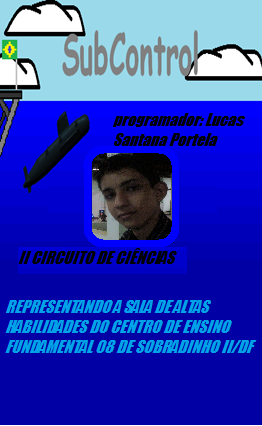 SubControl
programador: Lucas
Santana Portela
II CIRCUITO DE CIÊNCIAS
REPRESENTANDO A SALA DE ALTAS
HABILIDADES DO CENTRO DE ENSINO
FUNDAMENTAL 08 DE SOBRADINHO II/DF